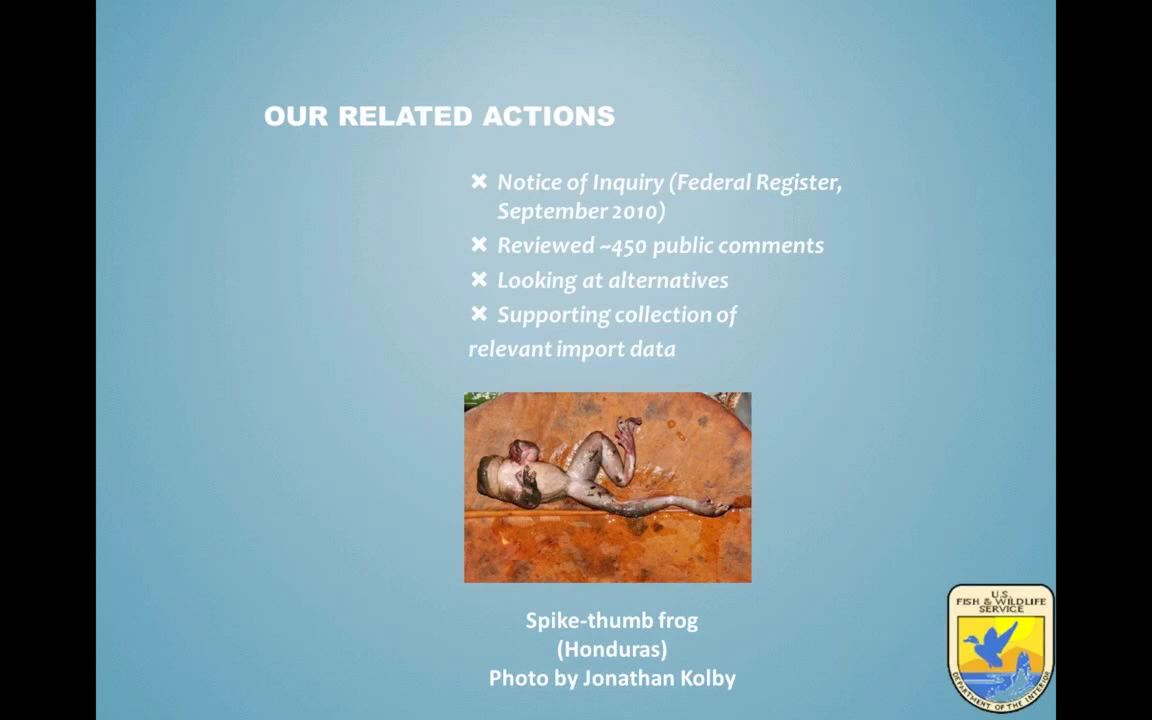 OUR RELATED ACTIONS
Notice of Inquiry (Federal Register,
September 2010)
Reviewed ~450 public comments
Looking at alternatives
Supporting collection of
relevant import data
Spike-thumb frog
(Honduras)
Photo by Jonathan Kolby
U.S.
FISH & WILDLIFE
SERVICE
DEPARTMENT OF THE INTERIOR